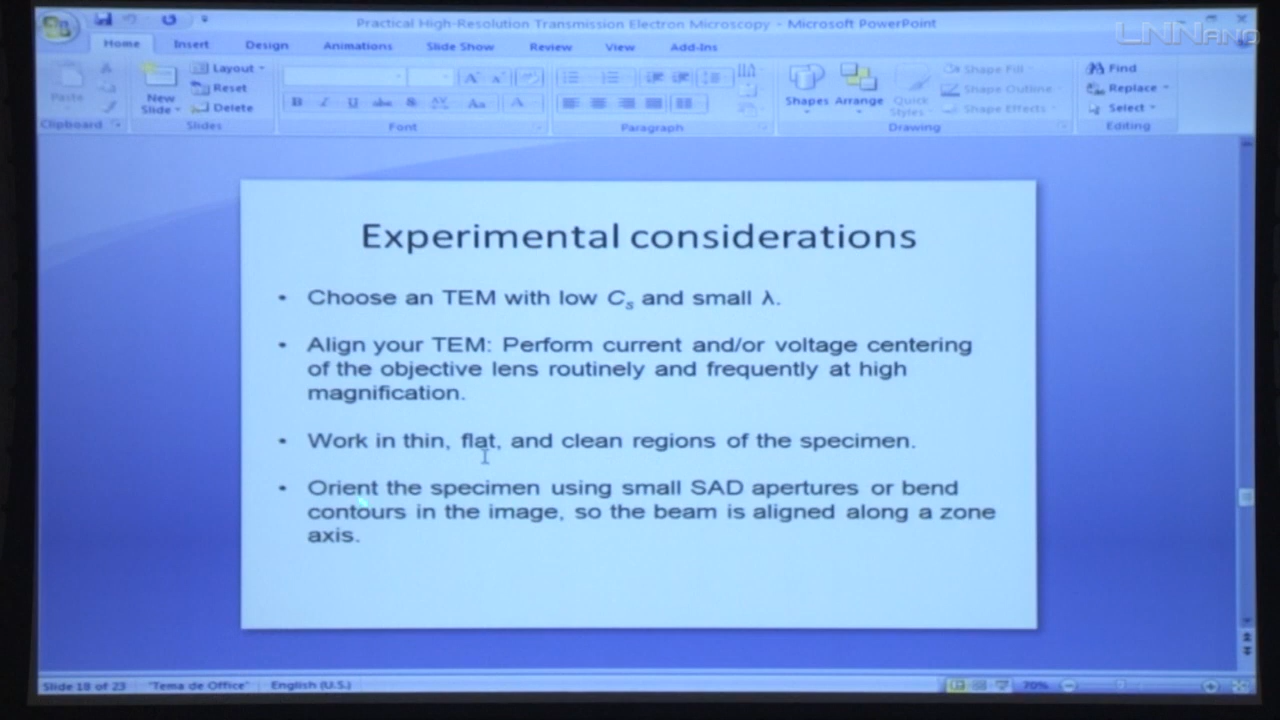 Practical High-Resolution Transmission Electron Microscopy - Microsoft PowerPoint
LNNano
Home Insert Design Animations Slide Show Review View Add-Ins
Paste
Clipboard
New Slide
Layout
Reset
Delete
Slides
Font
Paragraph
Shapes Arrange Quick Styles
Shape Fill
Shape Outline
Shape Effects
Drawing
Find
Replace
Select
Editing
Experimental considerations
• Choose an TEM with low Cs and small λ.
• Align your TEM: Perform current and/or voltage centering
of the objective lens routinely and frequently at high
magnification.
• Work in thin, flat, and clean regions of the specimen.
• Orient the specimen using small SAD apertures or bend
contours in the image, so the beam is aligned along a zone
axis.
Slide 18 of 23 "Tema de Office" English (U.S.) 70%